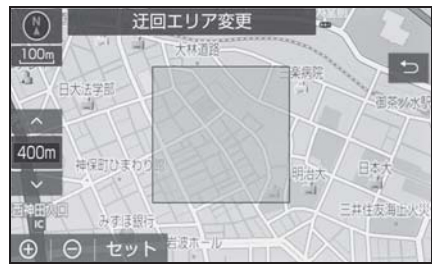 迂回エリア変更
N
100m
大林道路
三楽病院
日大法学部
御茶ノ水駅
400m
神保町ひまわり
明治大
日本大
西神田入口
IC
三井住友海上火災
みずほ銀行
セット
岩波ホール